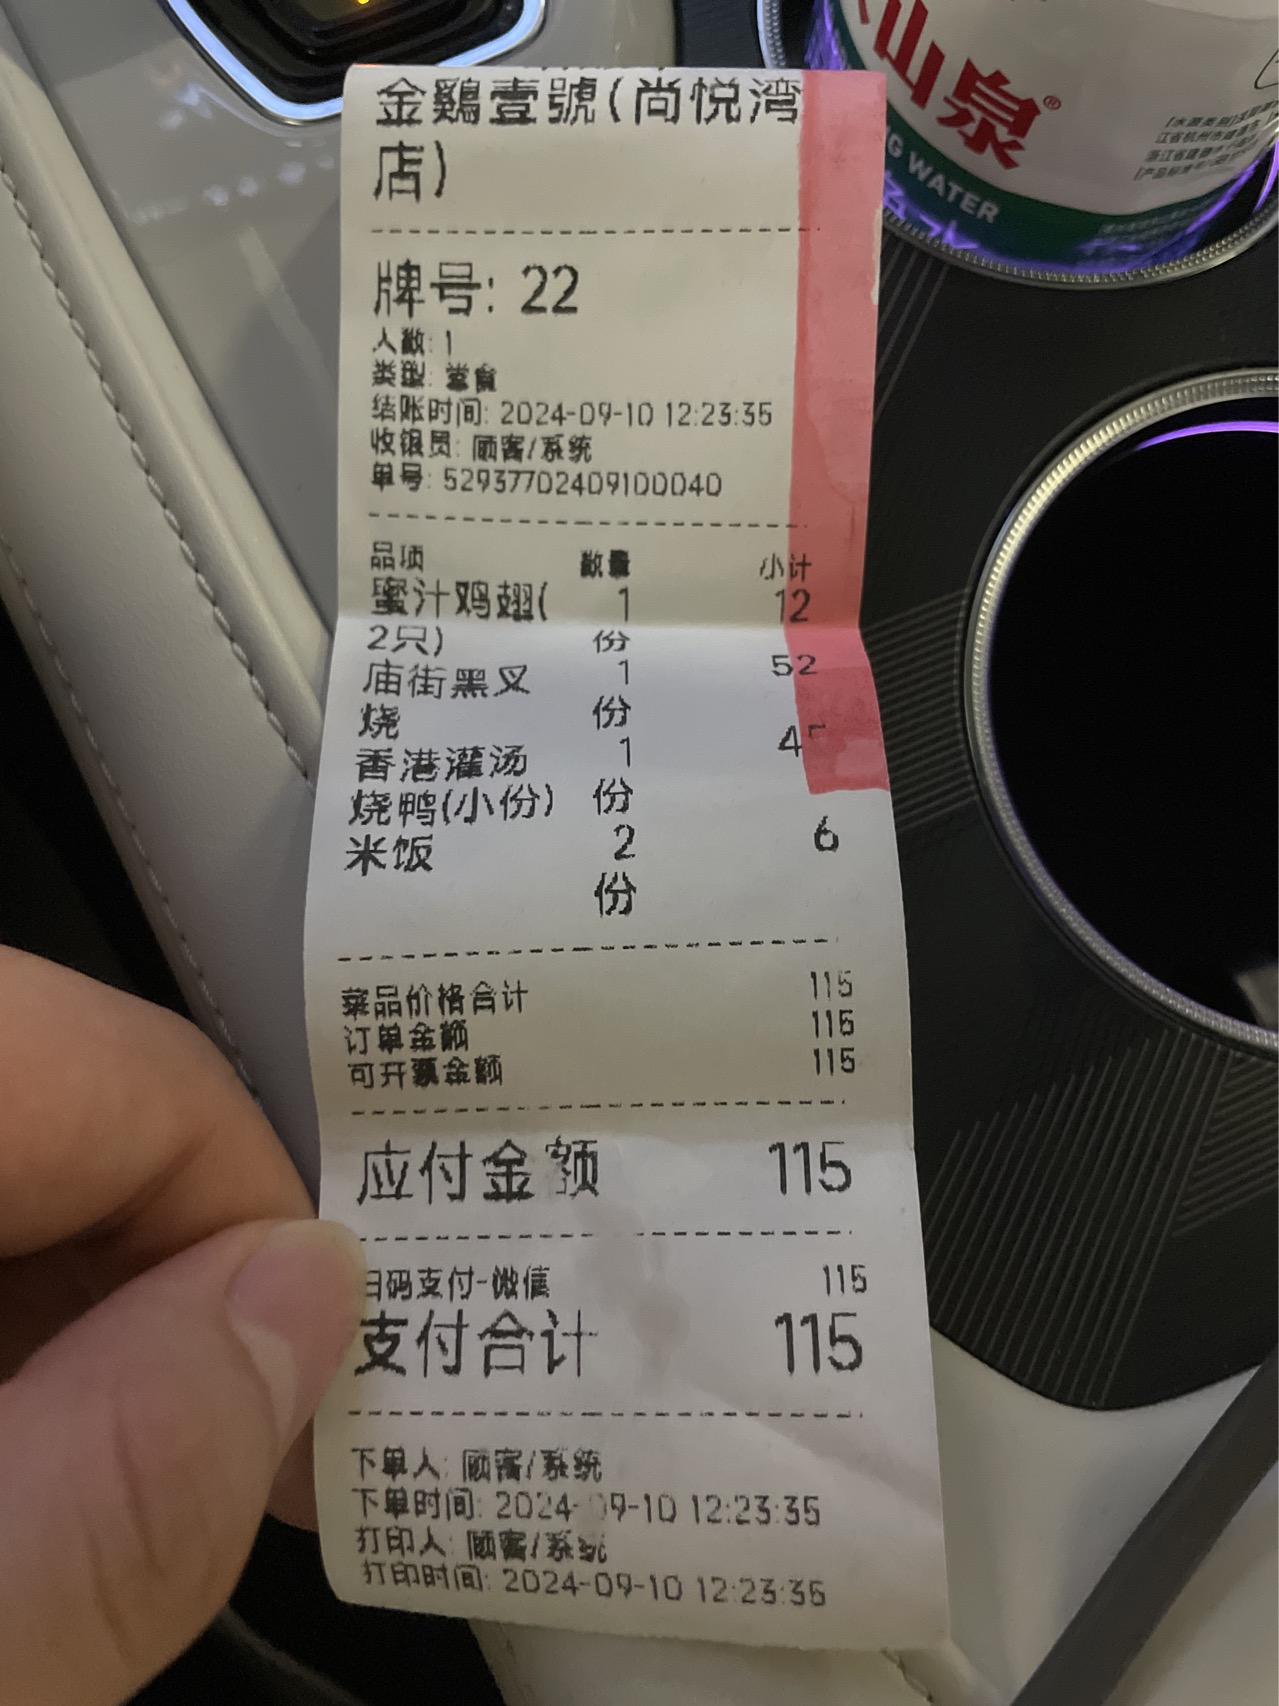 金鷄壹號(尚悦湾
店)
牌号: 22
人数: 1
类型: 堂食
结账时间: 2024-09-10 12:23:35
收银员: 顾客/系统
单号: 52937702409100040
品项 数量 小计
蜜汁鸡翅( 1 12
2只) 份
庙街黑叉 1 52
烧 份
香港灌汤 1 4
烧鸭(小份) 份
米饭 2 6
份
菜品价格合计 115
订单金额 115
可开票金额 115
应付金额 115
扫码支付-微信 115
支付合计 115
下单人: 顾客/系统
下单时间: 2024-09-10 12:23:35
打印人: 顾客/系统
打印时间: 2024-09-10 12:23:35
山泉®
WATER